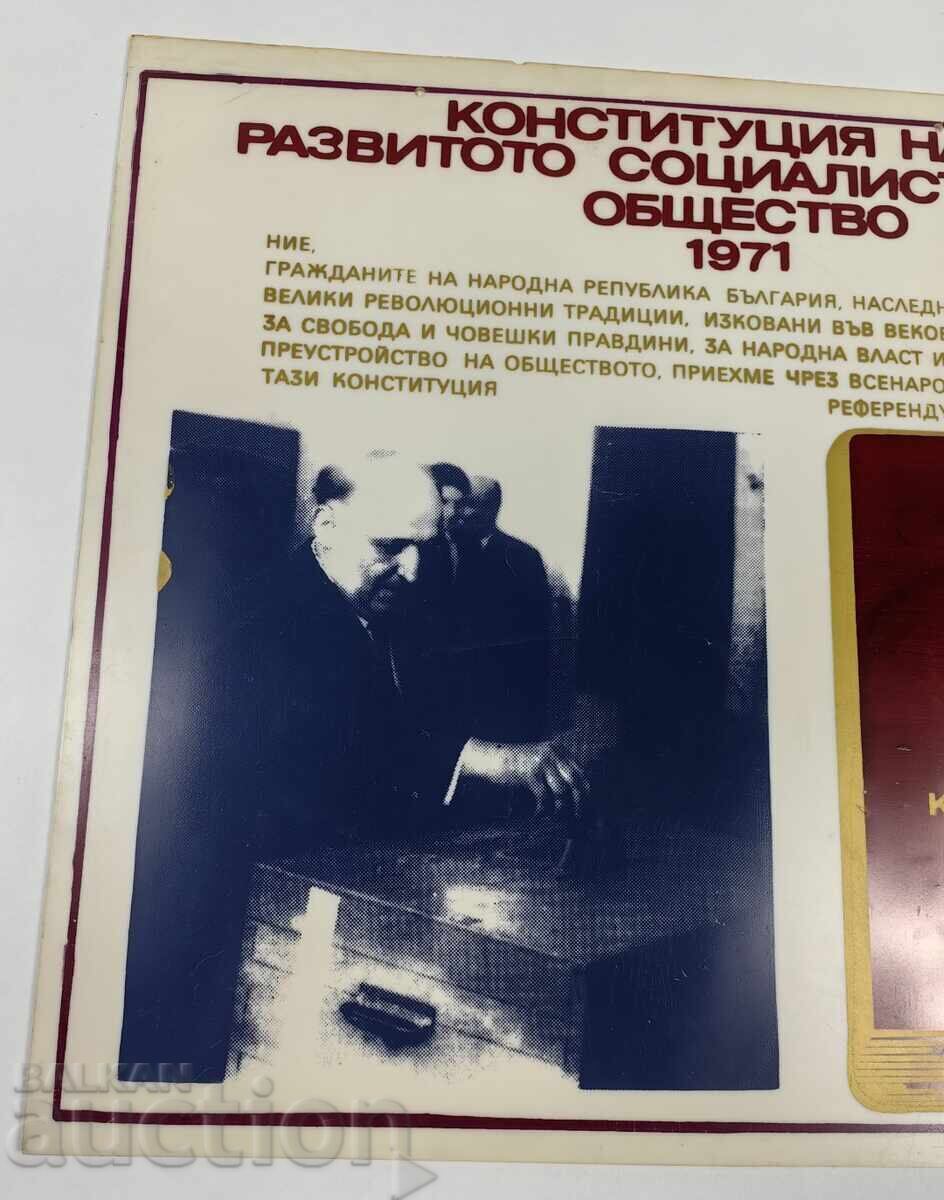 КОНСТИТУЦИЯ НА
РАЗВИТОТО СОЦИАЛИСТ
ОБЩЕСТВО
1971
НИЕ,
ГРАЖДАНИТЕ НА НАРОДНА РЕПУБЛИКА БЪЛГАРИЯ, НАСЛЕДН
ВЕЛИКИ РЕВОЛЮЦИОННИ ТРАДИЦИИ, ИЗКОВАНИ ВЪВ ВЕКОВ
ЗА СВОБОДА И ЧОВЕШКИ ПРАВДИНИ, ЗА НАРОДНА ВЛАСТ И
ПРЕУСТРОЙСТВО НА ОБЩЕСТВОТО, ПРИЕХМЕ ЧРЕЗ ВСЕНАРО
ТАЗИ КОНСТИТУЦИЯ
РЕФЕРЕНДУ
К
BALKAN
auction